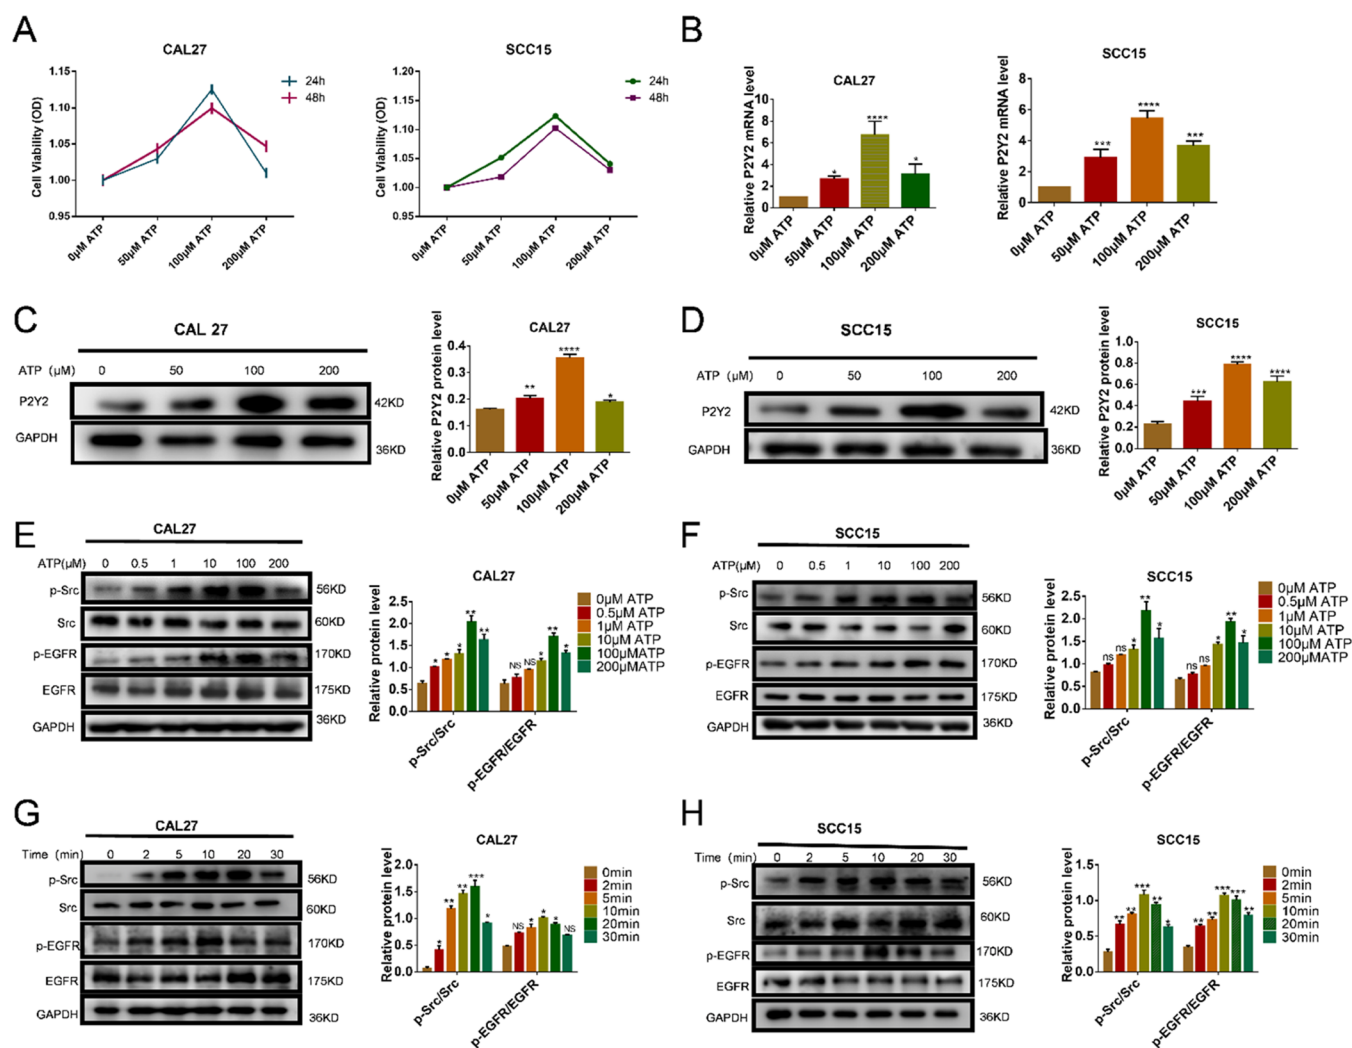 A
CAL27
Cell Viability (OD)
1.15
1.10
1.05
1.00
0.95
0μM ATP
50μM ATP
100μM ATP
200μM ATP
24h
48h
SCC15
Cell Viability (OD)
1.20
1.15
1.10
1.05
1.00
0.95
0μM ATP
50μM ATP
100μM ATP
200μM ATP
24h
48h
B
CAL27
Relative P2Y2 mRNA level
10
8
6
4
2
0
*
****
*
0μM ATP
50μM ATP
100μM ATP
200μM ATP
SCC15
Relative P2Y2 mRNA level
8
6
4
2
0
***
****
***
0μM ATP
50μM ATP
100μM ATP
200μM ATP
C
CAL 27
ATP (μM) 0 50 100 200
P2Y2 42KD
GAPDH 36KD
CAL27
Relative P2Y2 protein level
0.4
0.3
0.2
0.1
0.0
**
****
*
0μM ATP
50μM ATP
100μM ATP
200μM ATP
D
SCC15
ATP (μM) 0 50 100 200
P2Y2 42KD
GAPDH 36KD
SCC15
Relative P2Y2 protein level
1.0
0.8
0.6
0.4
0.2
0.0
***
****
****
0μM ATP
50μM ATP
100μM ATP
200μM ATP
E
CAL27
ATP(μM) 0 0.5 1 10 100 200
p-Src 56KD
Src 60KD
p-EGFR 170KD
EGFR 175KD
GAPDH 36KD
CAL27
Relative protein level
2.5
2.0
1.5
1.0
0.5
0.0
* * * ** **
NS NS * ** *
p-Src/Src
p-EGFR/EGFR
0μM ATP
0.5μM ATP
1μM ATP
10μM ATP
100μM ATP
200μMATP
F
SCC15
ATP(μM) 0 0.5 1 10 100 200
p-Src 56KD
Src 60KD
p-EGFR 170KD
EGFR 175KD
GAPDH 36KD
SCC15
Relative protein level
2.5
2.0
1.5
1.0
0.5
0.0
ns ns * ** *
ns ns * ** *
p-Src/Src
p-EGFR/EGFR
0μM ATP
0.5μM ATP
1μM ATP
10μM ATP
100μM ATP
200μMATP
G
CAL27
Time (min) 0 2 5 10 20 30
p-Src 56KD
Src 60KD
p-EGFR 170KD
EGFR 175KD
GAPDH 36KD
CAL27
Relative protein level
2.0
1.5
1.0
0.5
0.0
* ** ** *** *
NS * * * NS
p-Src/Src
p-EGFR/EGFR
0min
2min
5min
10min
20min
30min
H
SCC15
Time (min) 0 2 5 10 20 30
p-Src 56KD
Src 60KD
p-EGFR 170KD
EGFR 175KD
GAPDH 36KD
SCC15
Relative protein level
2.0
1.5
1.0
0.5
0.0
** ** *** ** *
** ** *** *** **
p-Src/Src
p-EGFR/EGFR
0min
2min
5min
10min
20min
30min